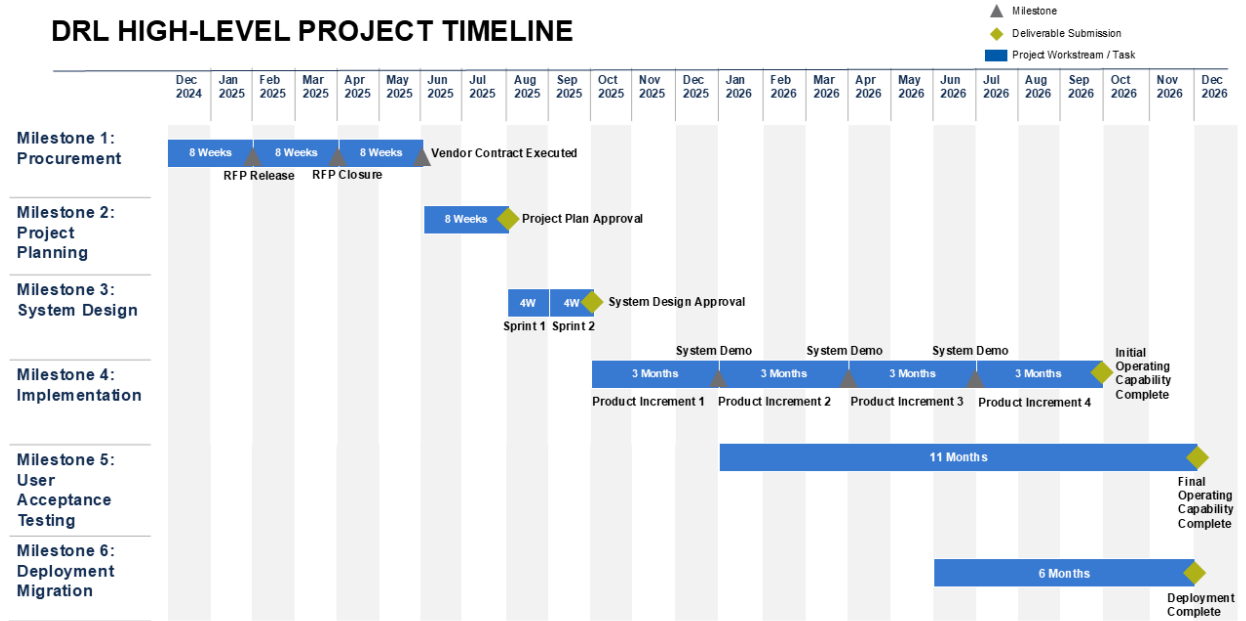 DRL HIGH-LEVEL PROJECT TIMELINE
Milestone
Deliverable Submission
Project Workstream / Task
Dec 2024
Jan 2025
Feb 2025
Mar 2025
Apr 2025
May 2025
Jun 2025
Jul 2025
Aug 2025
Sep 2025
Oct 2025
Nov 2025
Dec 2025
Jan 2026
Feb 2026
Mar 2026
Apr 2026
May 2026
Jun 2026
Jul 2026
Aug 2026
Sep 2026
Oct 2026
Nov 2026
Dec 2026
Milestone 1:
Procurement
8 Weeks
8 Weeks
8 Weeks
Vendor Contract Executed
RFP Release
RFP Closure
Milestone 2:
Project
Planning
8 Weeks
Project Plan Approval
Milestone 3:
System Design
4W
4W
System Design Approval
Sprint 1
Sprint 2
Milestone 4:
Implementation
System Demo
System Demo
System Demo
3 Months
3 Months
3 Months
3 Months
Initial
Operating
Capability
Complete
Product Increment 1
Product Increment 2
Product Increment 3
Product Increment 4
Milestone 5:
User
Acceptance
Testing
11 Months
Final
Operating
Capability
Complete
Milestone 6:
Deployment
Migration
6 Months
Deployment
Complete